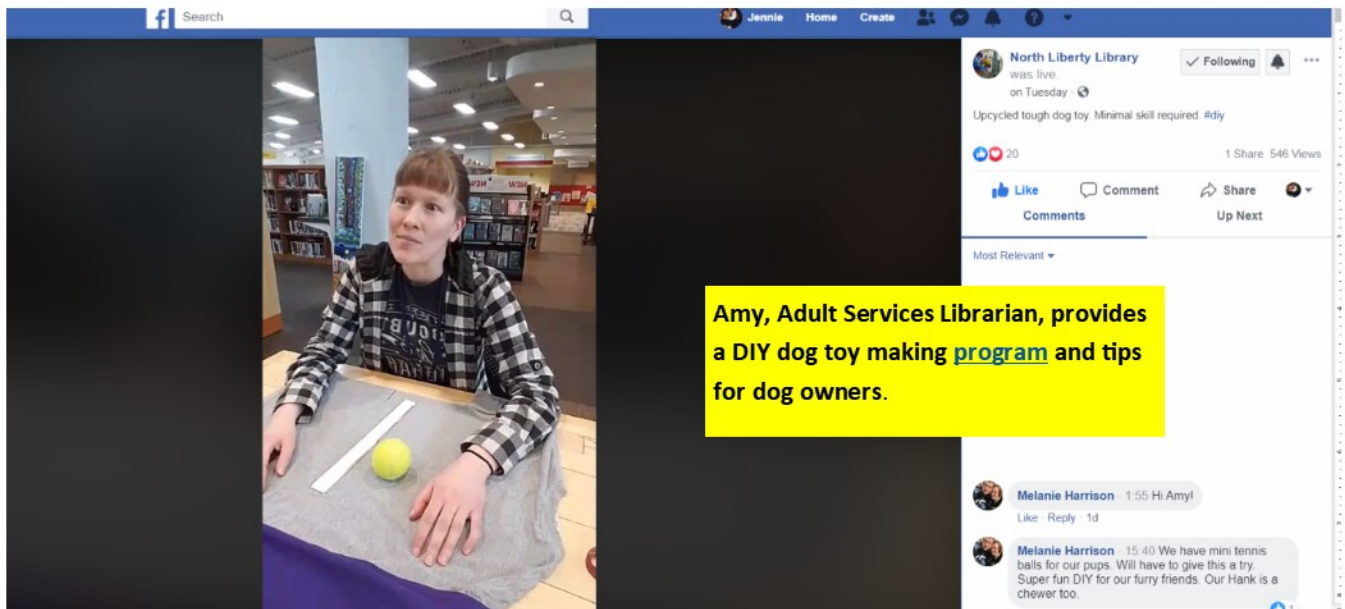 Search
Jennie Home Create
North Liberty Library
Following
was live.
on Tuesday
Upcycled tough dog toy. Minimal skill required. #diy
20
1 Share 546 Views
Like Comment Share
Comments Up Next
Most Relevant
NEW
Amy, Adult Services Librarian, provides
a DIY dog toy making program and tips
for dog owners.
Melanie Harrison · 1:55 Hi Amy!
Like · Reply · 1d
Melanie Harrison · 15:40 We have mini tennis
balls for our pups. Will have to give this a try.
Super fun DIY for our furry friends. Our Hank is a
chewer too.